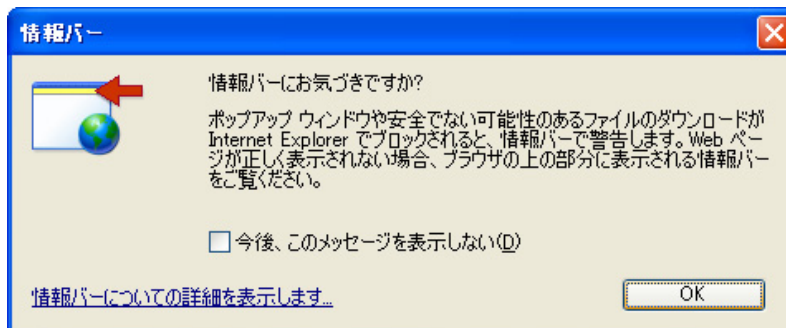 情報バー
情報バーにお気づきですか?
ポップアップ ウィンドウや安全でない可能性のあるファイルのダウンロードが
Internet Explorer でブロックされると、情報バーで警告します。Web ペー
ジが正しく表示されない場合、ブラウザの上の部分に表示される情報バー
をご覧ください。
今後、このメッセージを表示しない(D)
情報バーについての詳細を表示します...
OK